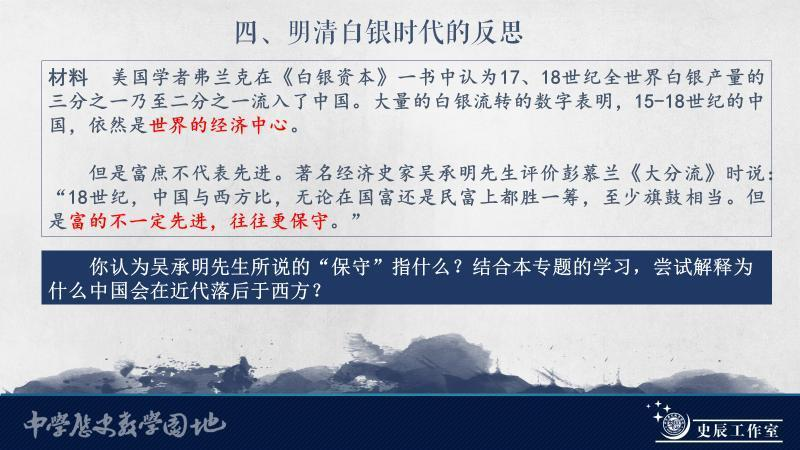 四、明清白银时代的反思
材料　美国学者弗兰克在《白银资本》一书中认为17、18世纪全世界白银产量的
三分之一乃至二分之一流入了中国。大量的白银流转的数字表明，15-18世纪的中
国，依然是世界的经济中心。
但是富庶不代表先进。著名经济史家吴承明先生评价彭慕兰《大分流》时说：
“18世纪，中国与西方比，无论在国富还是民富上都胜一筹，至少旗鼓相当。但
是富的不一定先进，往往更保守。”
你认为吴承明先生所说的“保守”指什么？结合本专题的学习，尝试解释为
什么中国会在近代落后于西方？
中学历史教学园地
史辰工作室